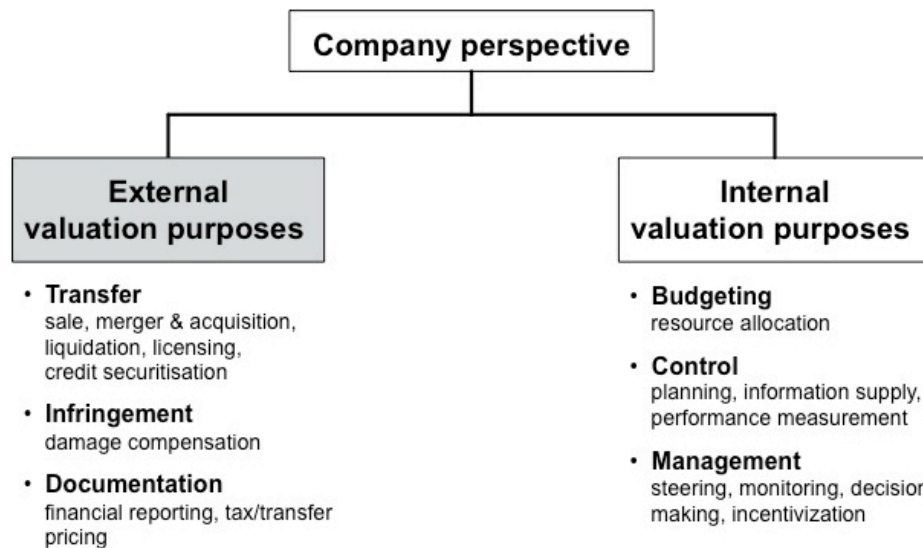 Company perspective
External
valuation purposes
• Transfer
sale, merger & acquisition,
liquidation, licensing,
credit securitisation
• Infringement
damage compensation
• Documentation
financial reporting, tax/transfer
pricing
Internal
valuation purposes
• Budgeting
resource allocation
• Control
planning, information supply,
performance measurement
• Management
steering, monitoring, decision
making, incentivization